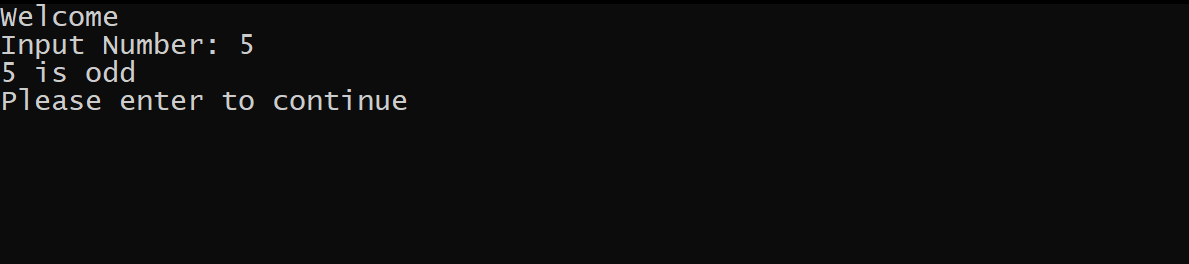 Welcome
Input Number: 5
5 is odd
Please enter to continue